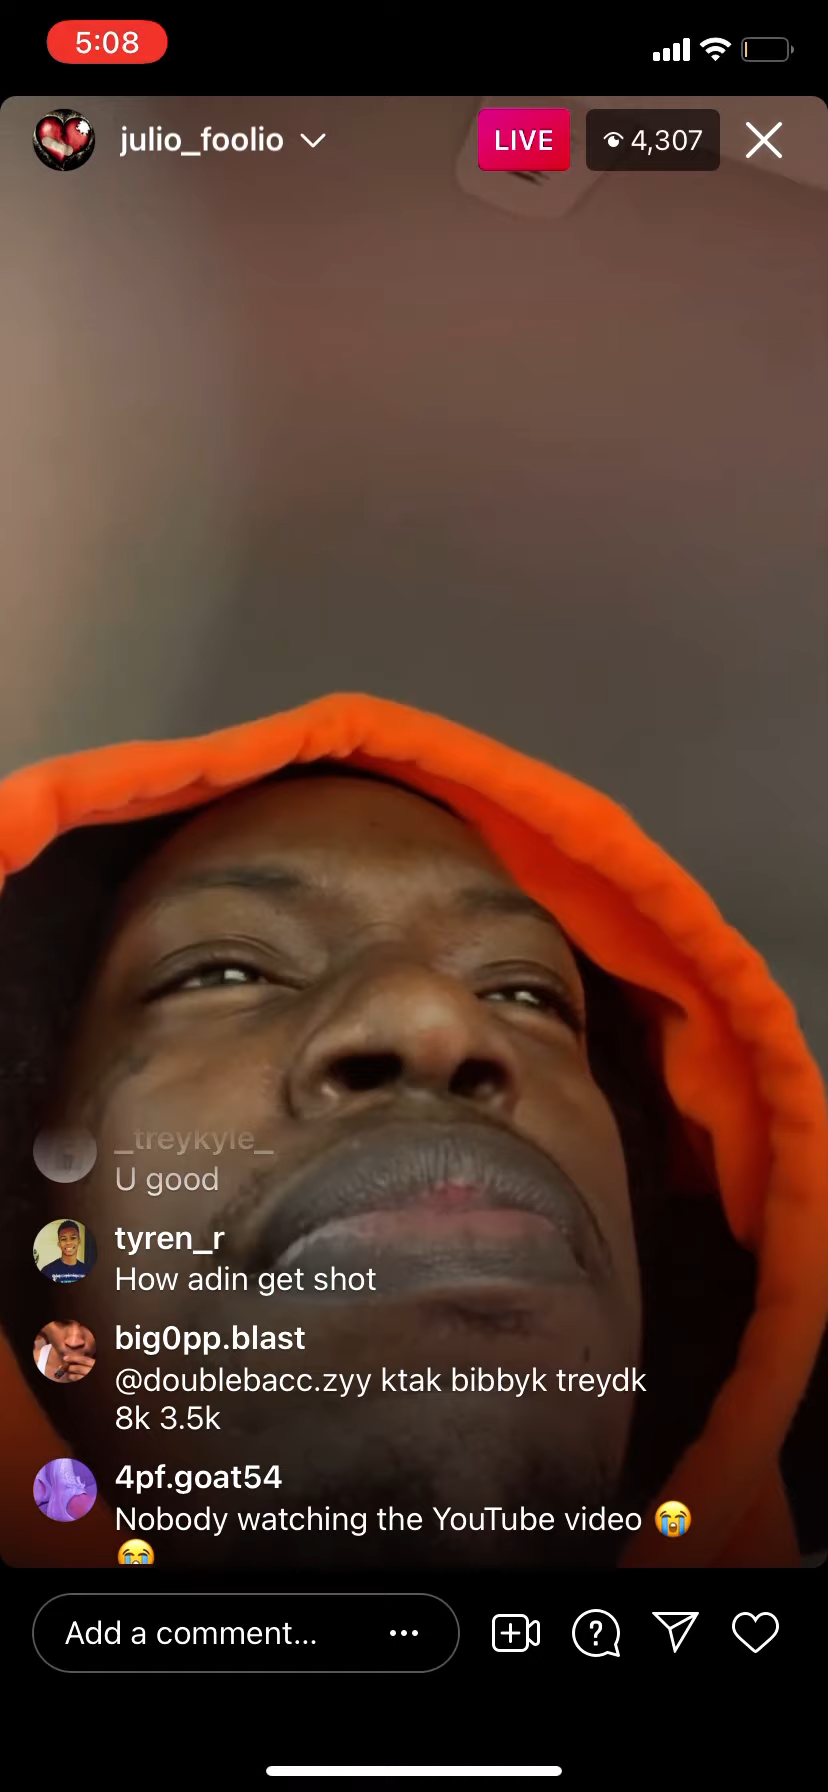 5:08
julio_foolio
LIVE
4,307
_treykyle_
U good
tyren_r
How adin get shot
big0pp.blast
@doublebacc.zyy ktak bibbyk treydk
8k 3.5k
4pf.goat54
Nobody watching the YouTube video 😭
😭
Add a comment...